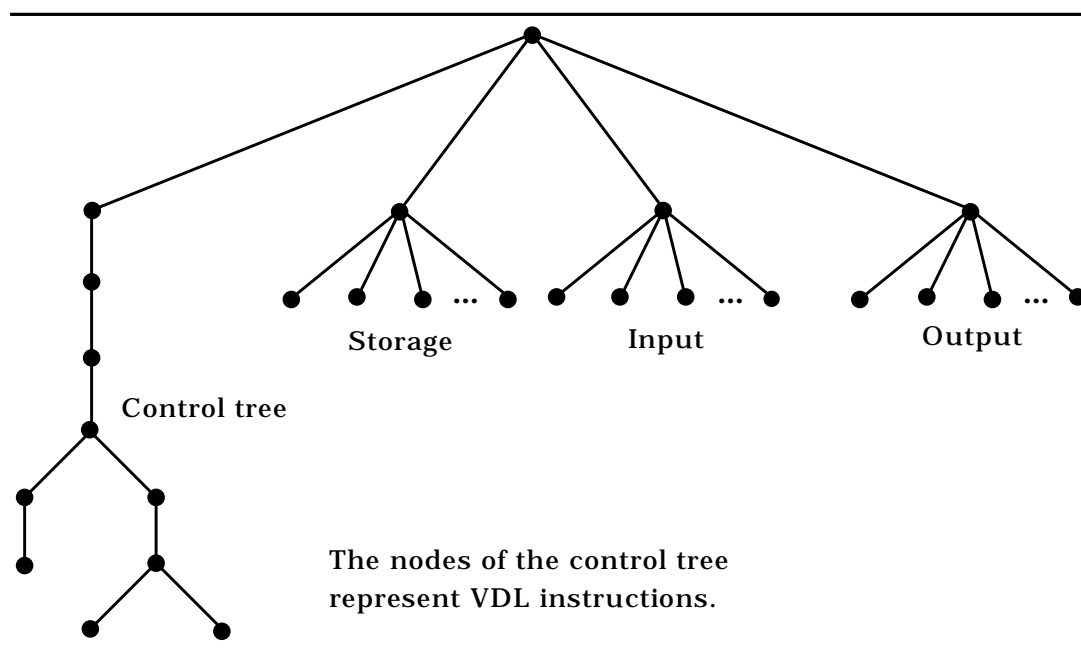 ...
...
...
Storage
Input
Output
Control tree
The nodes of the control tree
represent VDL instructions.